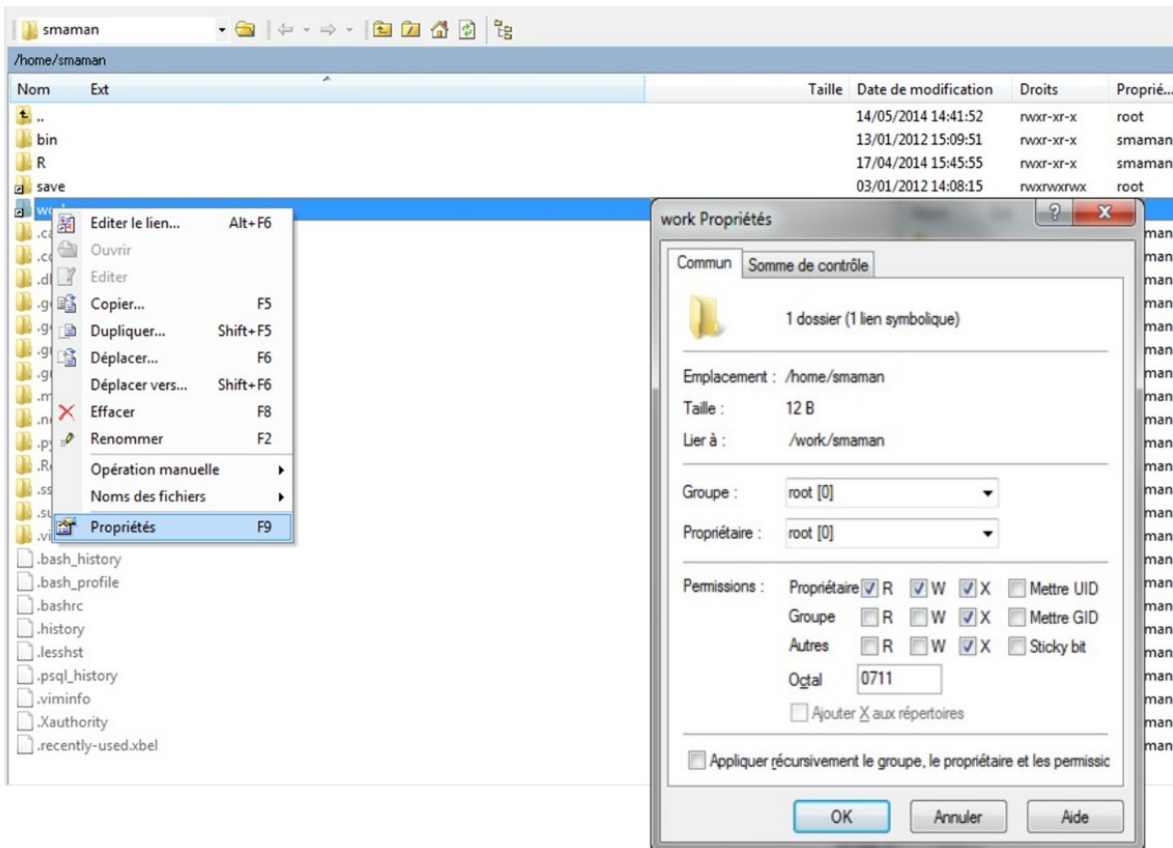 smaman
/home/smaman
Nom Ext Taille Date de modification Droits Proprié...
.. 14/05/2014 14:41:52 rwxr-xr-x root
bin 13/01/2012 15:09:51 rwxr-xr-x smaman
R 17/04/2014 15:45:55 rwxr-xr-x smaman
save 03/01/2012 14:08:15 rwxrwxrwx root
Editer le lien... Alt+F6
Ouvrir
Editer
Copier... F5
Dupliquer... Shift+F5
Déplacer... F6
Déplacer vers... Shift+F6
Effacer F8
Renommer F2
Opération manuelle
Noms des fichiers
Propriétés F9
.bash_history
.bash_profile
.bashrc
.history
.lesshst
.psql_history
.viminfo
.Xauthority
.recently-used.xbel
work Propriétés
Commun Somme de contrôle
1 dossier (1 lien symbolique)
Emplacement : /home/smaman
Taille : 12 B
Lier à : /work/smaman
Groupe : root [0]
Propriétaire : root [0]
Permissions : Propriétaire R W X Mettre UID
Groupe R W X Mettre GID
Autres R W X Sticky bit
Octal 0711
Ajouter X aux répertoires
Appliquer récursivement le groupe, le propriétaire et les permissic
OK Annuler Aide